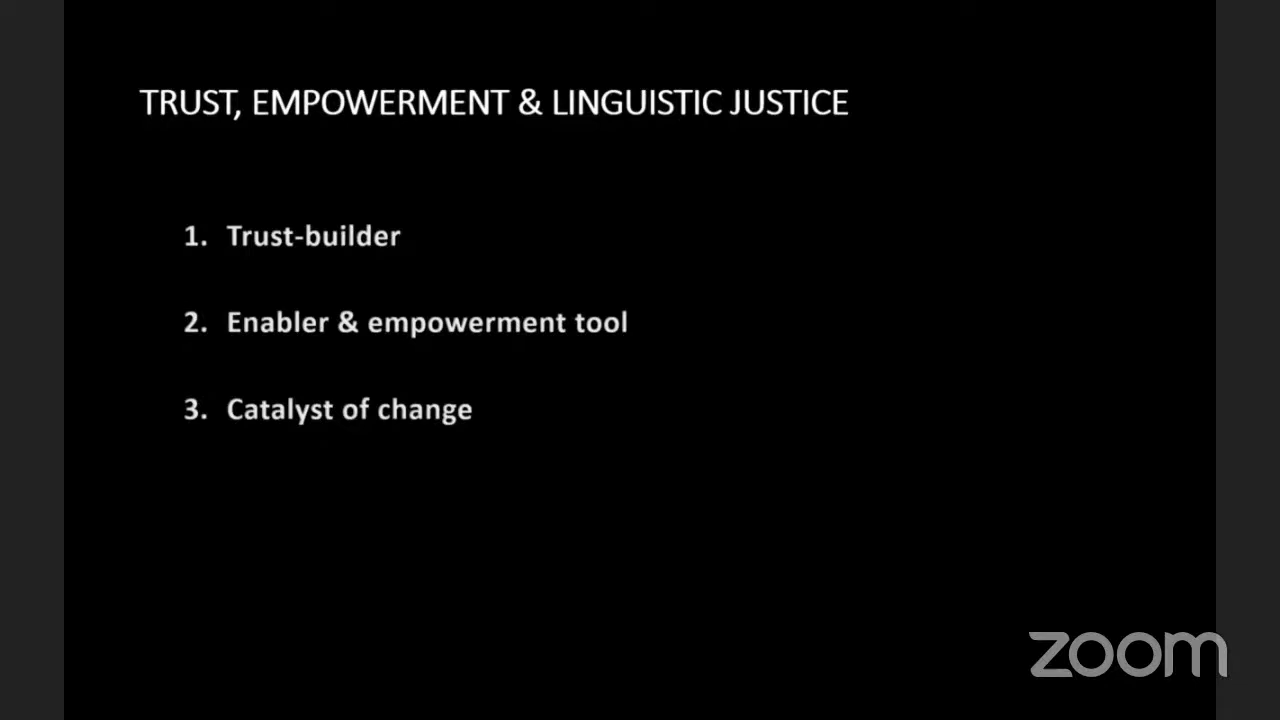 TRUST, EMPOWERMENT & LINGUISTIC JUSTICE
1. Trust-builder
2. Enabler & empowerment tool
3. Catalyst of change
zoom